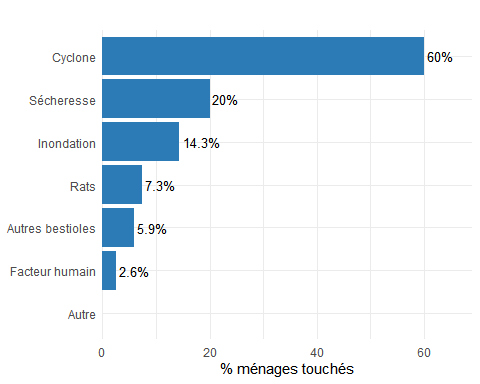 Cyclone 60%
Sécheresse 20%
Inondation 14.3%
Rats 7.3%
Autres bestioles 5.9%
Facteur humain 2.6%
Autre
0 20 40 60
% ménages touchés